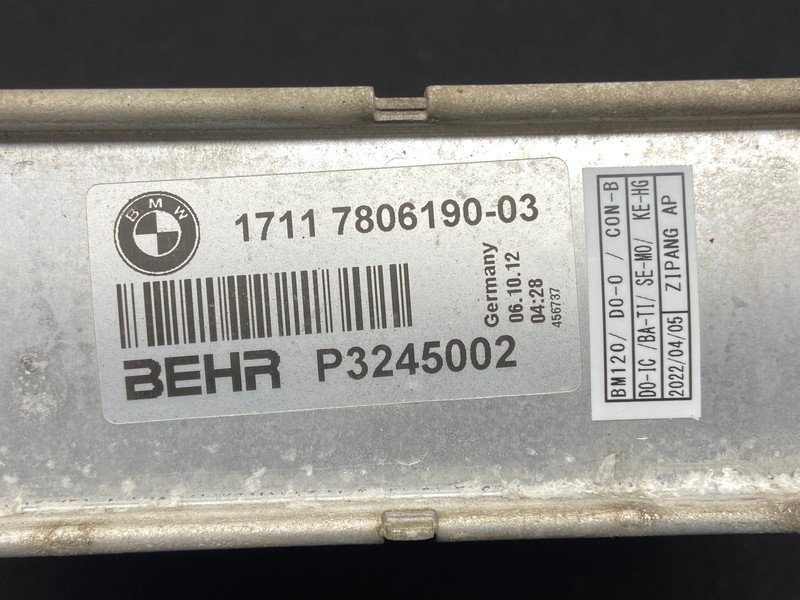 BMW
1711 7806190-03
Germany
06.10.12
04:28
456737
BEHR P3245002
BM120/ DO-O / CON-B
DO-IC /BA-TI/ SE-MO/ KE-HG
2022/04/05 ZIPANG AP